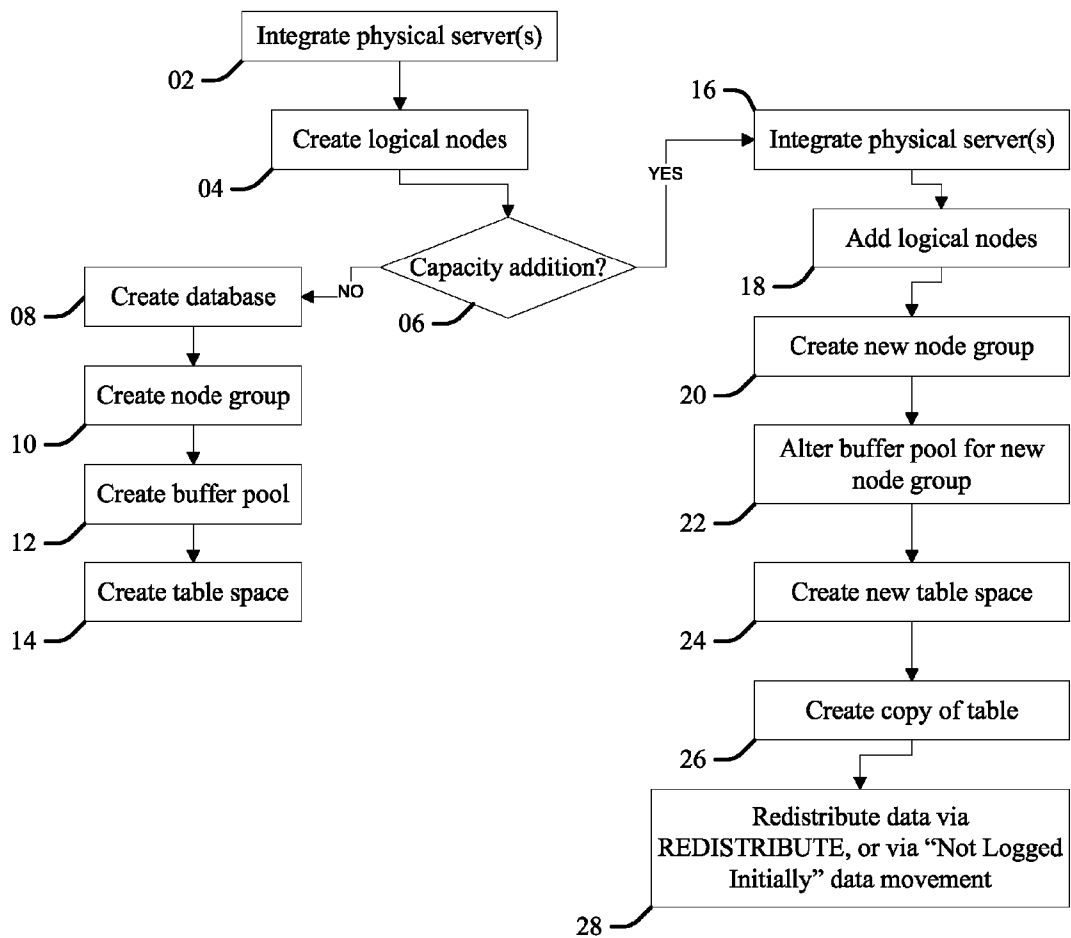 Integrate physical server(s)
02
Create logical nodes
04
Capacity addition?
06
NO
YES
Create database
08
Create node group
10
Create buffer pool
12
Create table space
14
16
Integrate physical server(s)
Add logical nodes
18
Create new node group
20
Alter buffer pool for new
node group
22
Create new table space
24
Create copy of table
26
Redistribute data via
REDISTRIBUTE, or via “Not Logged
Initially” data movement
28